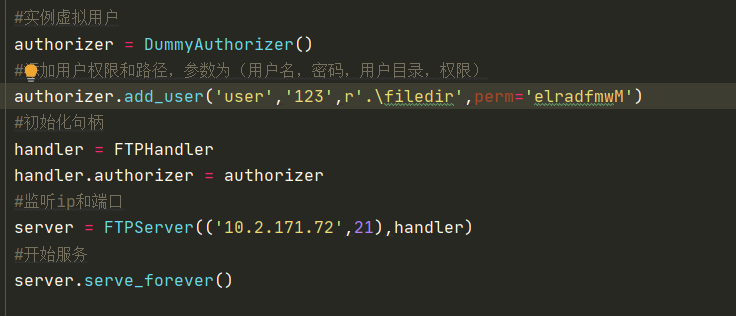 #实例虚拟用户
authorizer = DummyAuthorizer()
#加用户权限和路径，参数为（用户名，密码，用户目录，权限）
authorizer.add_user('user','123',r'.\filedir',perm='elradfmwM')
#初始化句柄
handler = FTPHandler
handler.authorizer = authorizer
#监听ip和端口
server = FTPServer(('10.2.171.72',21),handler)
#开始服务
server.serve_forever()